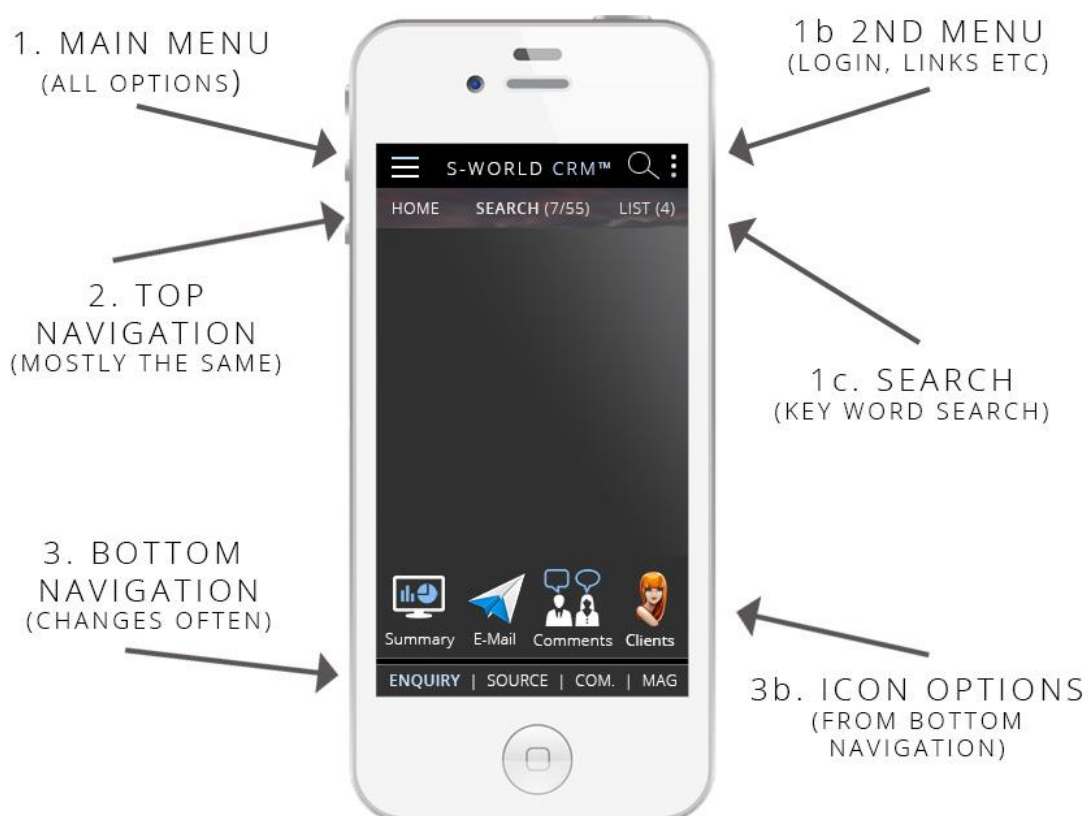 1. MAIN MENU
(ALL OPTIONS)
1b 2ND MENU
(LOGIN, LINKS ETC)
S-WORLD CRM™
HOME SEARCH (7/55) LIST (4)
2. TOP
NAVIGATION
(MOSTLY THE SAME)
1c. SEARCH
(KEY WORD SEARCH)
3. BOTTOM
NAVIGATION
(CHANGES OFTEN)
Summary E-Mail Comments Clients
ENQUIRY | SOURCE | COM. | MAG
3b. ICON OPTIONS
(FROM BOTTOM
NAVIGATION)